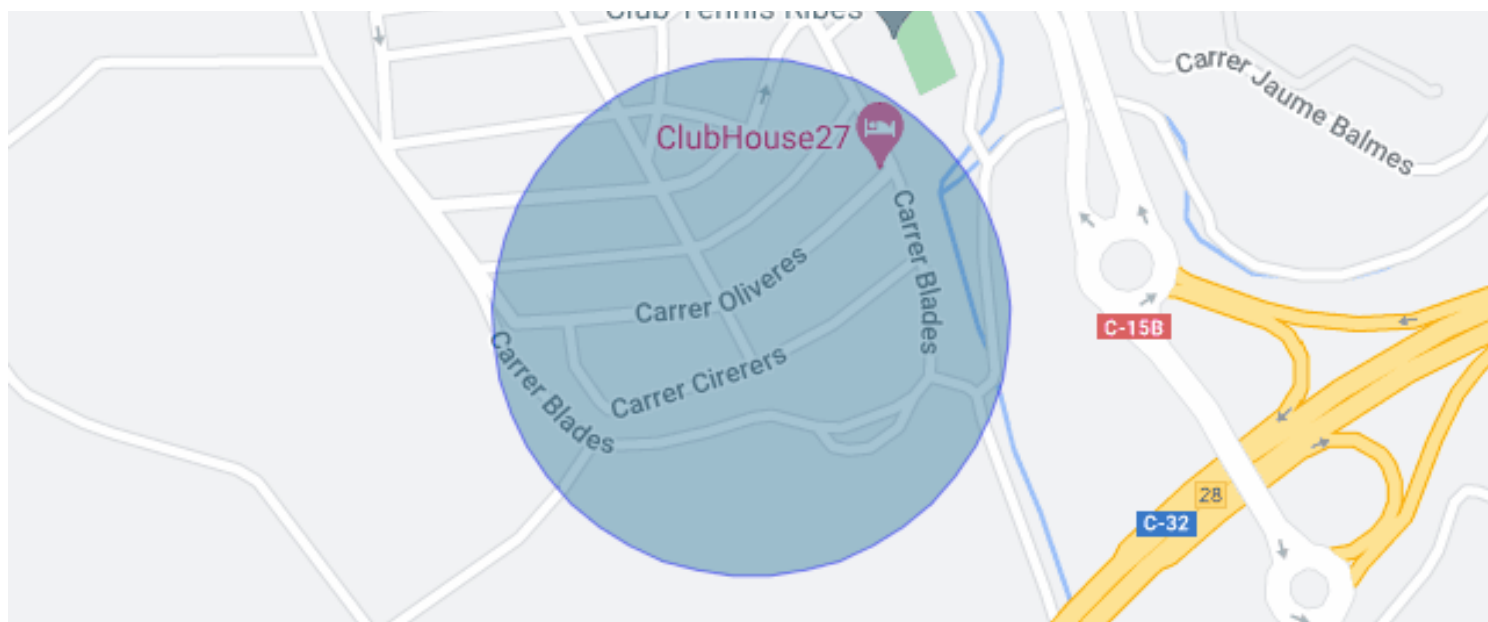 Club Tennis Ribes
Carrer Jaume Balmes
ClubHouse27
Carrer Blades
Carrer Oliveres
C-15B
Carrer Blades
Carrer Cirerers
28
C-32